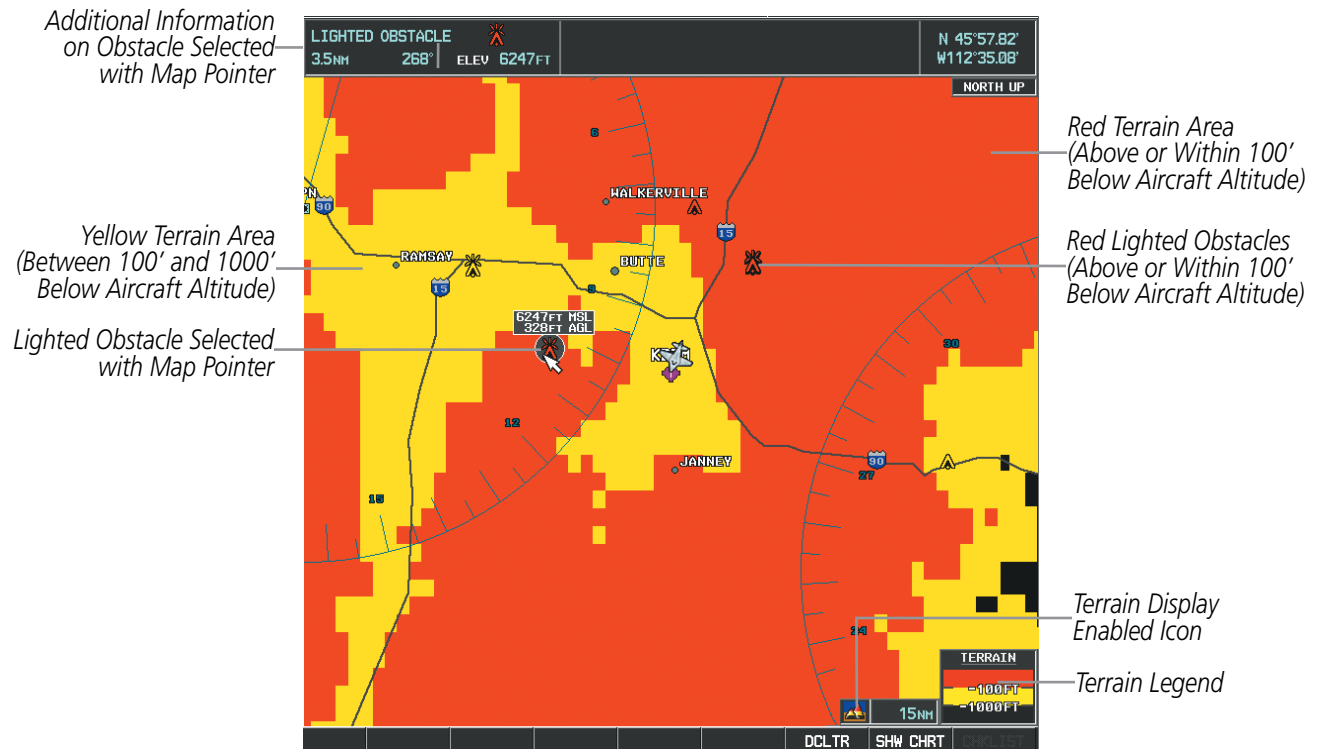 Additional Information
on Obstacle Selected
with Map Pointer
LIGHTED OBSTACLE
3.5NM 268° ELEV 6247FT
N 45°57.82'
W112°35.08'
NORTH UP
Red Terrain Area
(Above or Within 100'
Below Aircraft Altitude)
6
WALKERVILLE
90
15
Yellow Terrain Area
(Between 100' and 1000'
Below Aircraft Altitude)
RAMSAY
BUTTE
Red Lighted Obstacles
(Above or Within 100'
Below Aircraft Altitude)
15
9
6247FT MSL
328FT AGL
Lighted Obstacle Selected
with Map Pointer
30
12
JANNEY
90
27
15
24
Terrain Display
Enabled Icon
TERRAIN
-100FT
-1000FT
Terrain Legend
15NM
DCLTR SHW CHRT CHKLIST